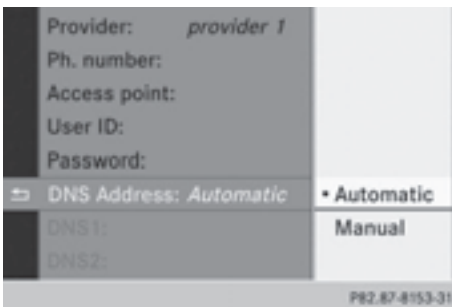 Provider: provider 1
Ph. number:
Access point:
User ID:
Password:
DNS Address: Automatic • Automatic
DNS1: Manual
DNS2:
P82.87-8153-31